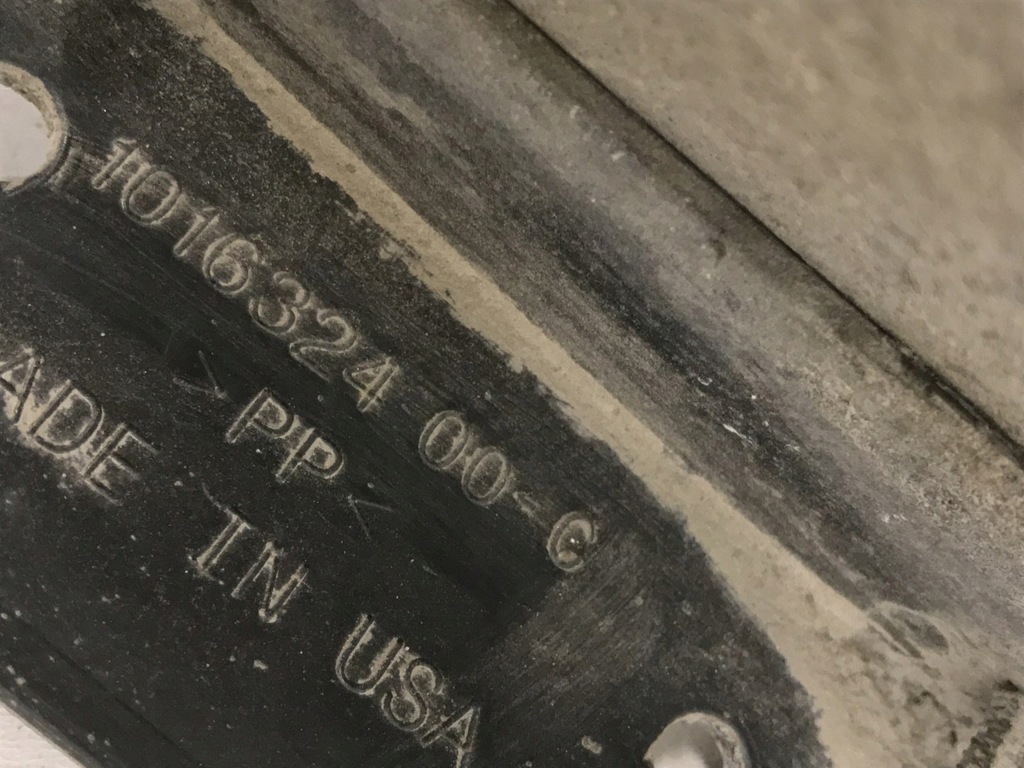 1016324 00-C
>PP<
ADE IN USA